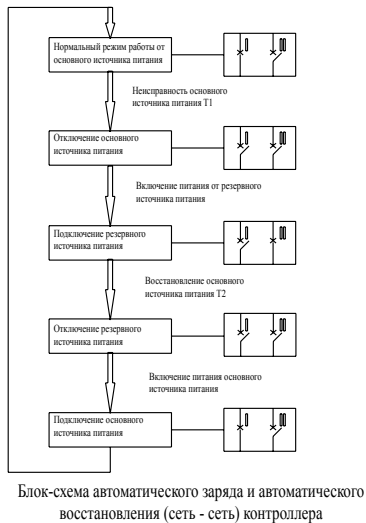 Нормальный режим работы от
основного источника питания
Неисправность основного
источника питания Т1
Отключение основного
источника питания
Включение питания от резервного
источника питания
Подключение резервного
источника питания
Восстановление основного
источника питания Т2
Отключение резервного
источника питания
Включение питания основного
источника питания
Подключение основного
источника питания
Блок-схема автоматического заряда и автоматического
восстановления (сеть - сеть) контроллера